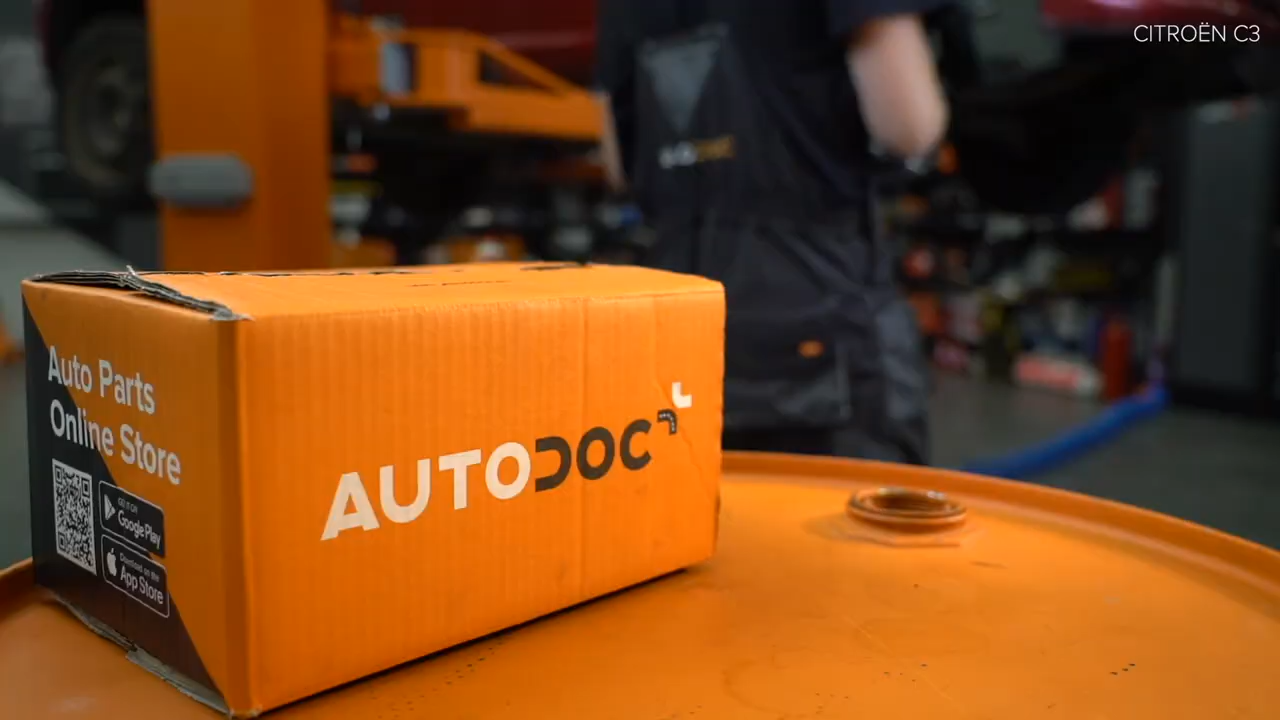 CITROËN C3
Auto Parts
Online Store
GET IT ON
Google Play
Download on the
App Store
AUTODOC